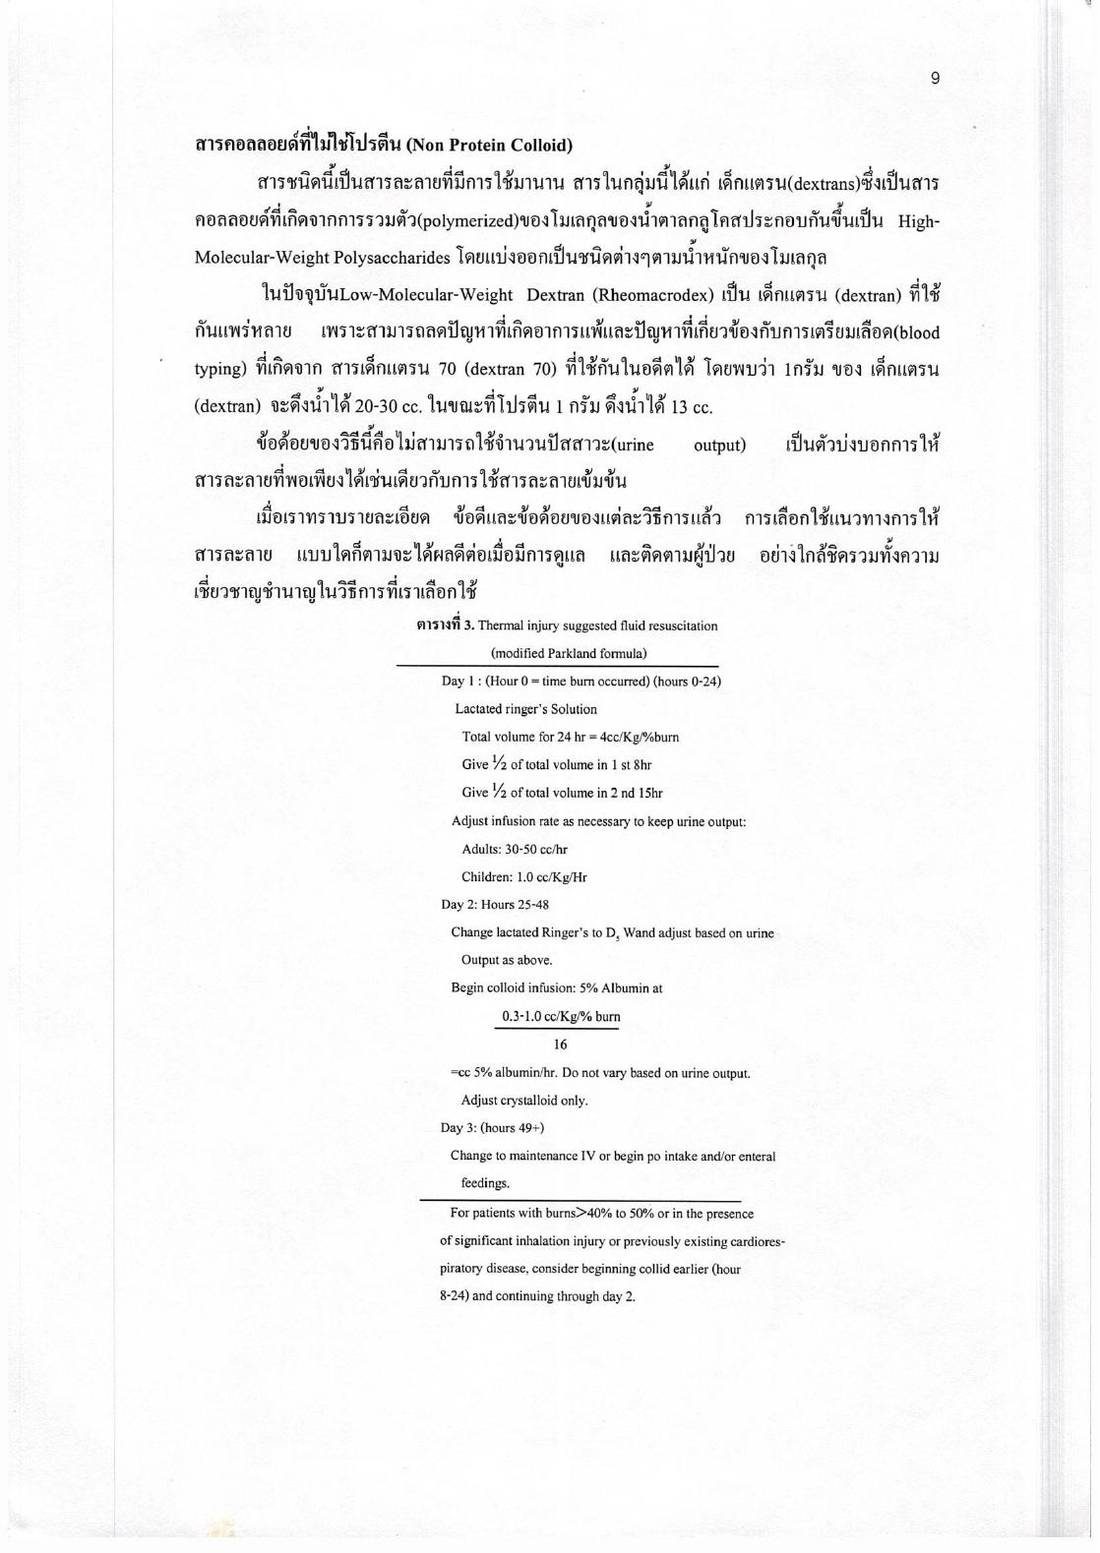 9
สารคอลลอยด์ที่ไม่ใช่โปรตีน (Non Protein Colloid)
สารชนิดนี้เป็นสารละลายที่มีการใช้มานาน สารในกลุ่มนี้ได้แก่ เด็กแตรน(dextrans)ซึ่งเป็นสาร
คอลลอยด์ที่เกิดจากการรวมตัว(polymerized)ของโมเลกุลของน้ำตาลกลูโคสประกอบกันขึ้นเป็น High-
Molecular-Weight Polysaccharides โดยแบ่งออกเป็นชนิดต่างๆตามน้ำหนักของโมเลกุล
ในปัจจุบันLow-Molecular-Weight Dextran (Rheomacrodex) เป็น เด็กแตรน (dextran) ที่ใช้
กันแพร่หลาย เพราะสามารถลดปัญหาที่เกิดอาการแพ้และปัญหาที่เกี่ยวข้องกับการเตรียมเลือด(blood
typing) ที่เกิดจาก สารเด็กแตรน 70 (dextran 70) ที่ใช้กันในอดีตได้ โดยพบว่า 1กรัม ของ เด็กแตรน
(dextran) จะดึงน้ำได้ 20-30 cc. ในขณะที่โปรตีน 1 กรัม ดึงน้ำได้ 13 cc.
ข้อด้อยของวิธีนี้คือไม่สามารถใช้จำนวนปัสสาวะ(urine output) เป็นตัวบ่งบอกการให้
สารละลายที่พอเพียงได้เช่นเดียวกับการใช้สารละลายเข้มข้น
เมื่อเราทราบรายละเอียด ข้อดีและข้อด้อยของแต่ละวิธีการแล้ว การเลือกใช้แนวทางการให้
สารละลาย แบบใดก็ตามจะได้ผลดีต่อเมื่อมีการดูแล และติดตามผู้ป่วย อย่างใกล้ชิดรวมทั้งความ
เชี่ยวชาญชำนาญในวิธีการที่เราเลือกใช้
ตารางที่ 3. Thermal injury suggested fluid resuscitation
(modified Parkland formula)
Day 1 : (Hour 0 = time burn occurred) (hours 0-24)
Lactated ringer's Solution
Total volume for 24 hr = 4cc/Kg/%burn
Give ½ of total volume in 1 st 8hr
Give ½ of total volume in 2 nd 15hr
Adjust infusion rate as necessary to keep urine output:
Adults: 30-50 cc/hr
Children: 1.0 cc/Kg/Hr
Day 2: Hours 25-48
Change lactated Ringer's to D₅ Wand adjust based on urine
Output as above.
Begin colloid infusion: 5% Albumin at
0.3-1.0 cc/Kg/% burn
16
=cc 5% albumin/hr. Do not vary based on urine output.
Adjust crystalloid only.
Day 3: (hours 49+)
Change to maintenance IV or begin po intake and/or enteral
feedings.
For patients with burns>40% to 50% or in the presence
of significant inhalation injury or previously existing cardiores-
piratory disease, consider beginning collid earlier (hour
8-24) and continuing through day 2.